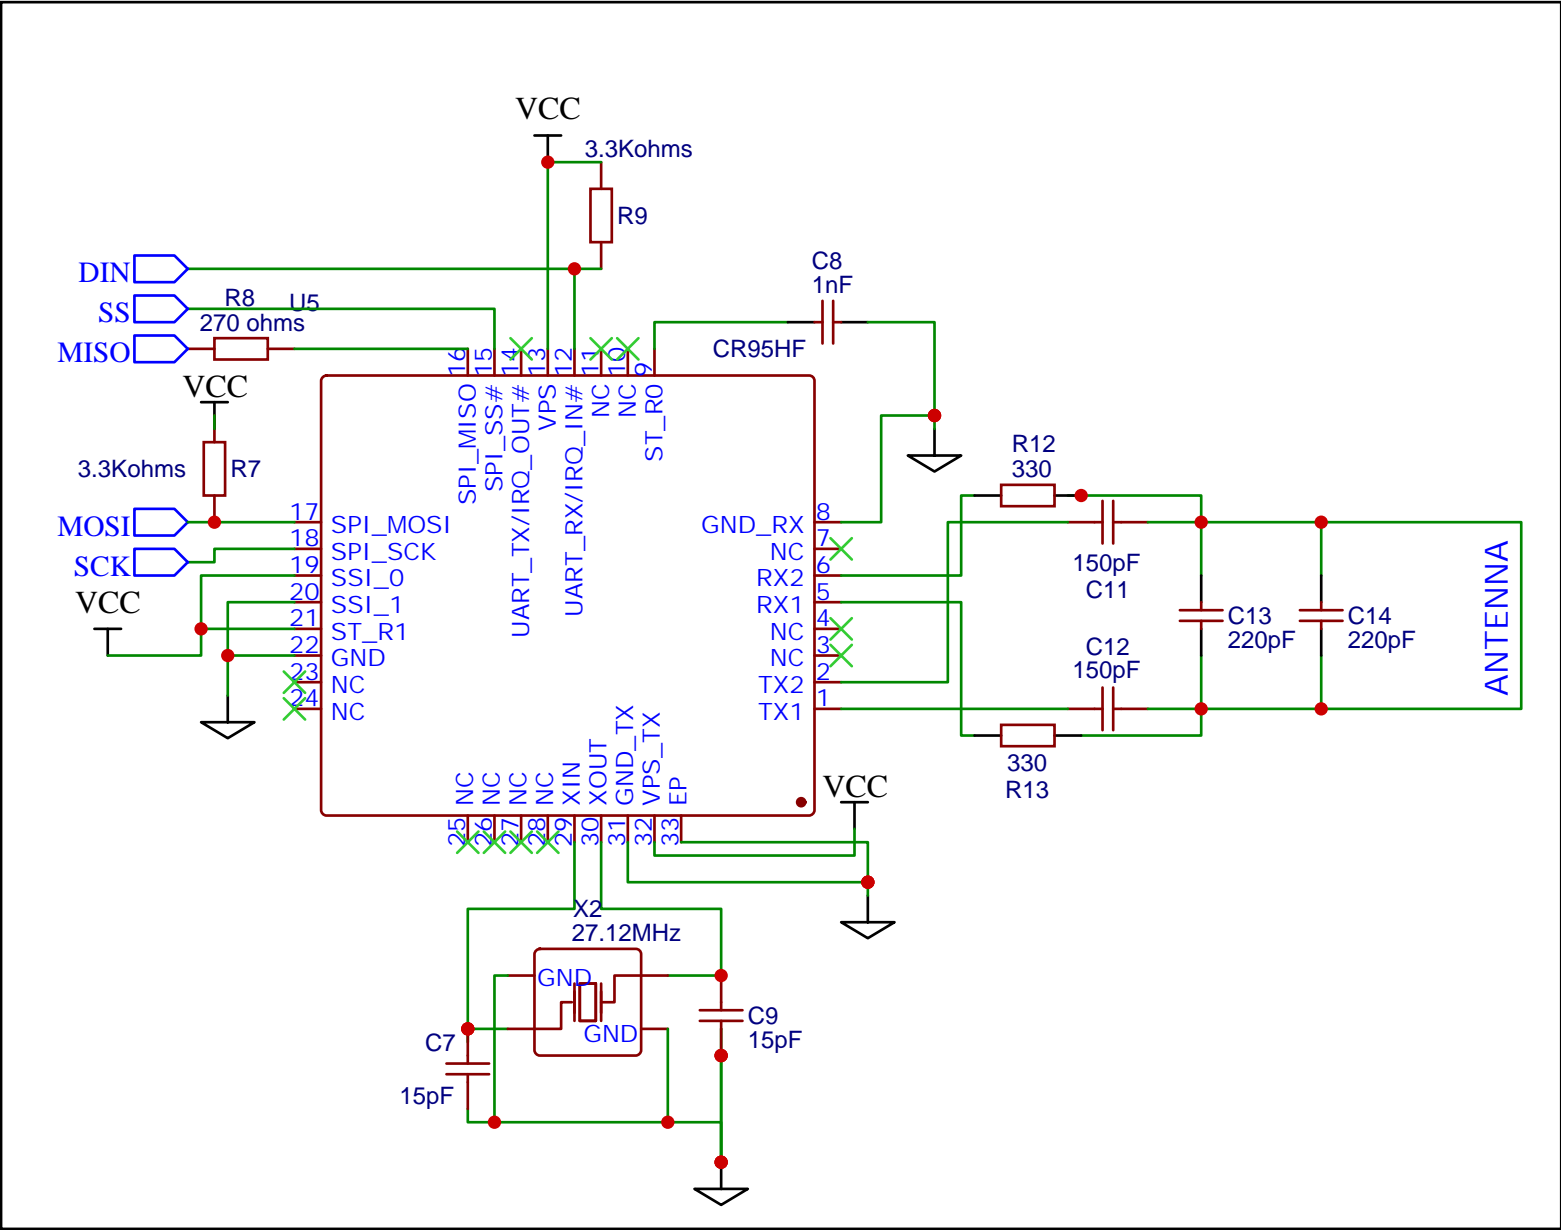 VCC
3.3Kohms
R9
DIN
C8
1nF
SS
R8
U5
270 ohms
MISO
CR95HF
VCC
3.3Kohms
R7
MOSI
SCK
VCC
16
15
14
13
12
11
10
9
SPI_MISO
SPI_SS#
UART_TX/IRQ_OUT#
VPS
UART_RX/IRQ_IN#
NC
NC
ST_R0
17 SPI_MOSI
18 SPI_SCK
19 SSI_0
20 SSI_1
21 ST_R1
22 GND
23 NC
24 NC
GND_RX 8
NC 7
RX2 6
RX1 5
NC 4
NC 3
TX2 2
TX1 1
R12
330
150pF
C11
C12
150pF
330
R13
C13
220pF
C14
220pF
ANTENNA
NC
NC
NC
NC
XIN
XOUT
GND_TX
VPS_TX
EP
25
26
27
28
29
30
31
32
33
VCC
X2
27.12MHz
GND
GND
C7
15pF
C9
15pF